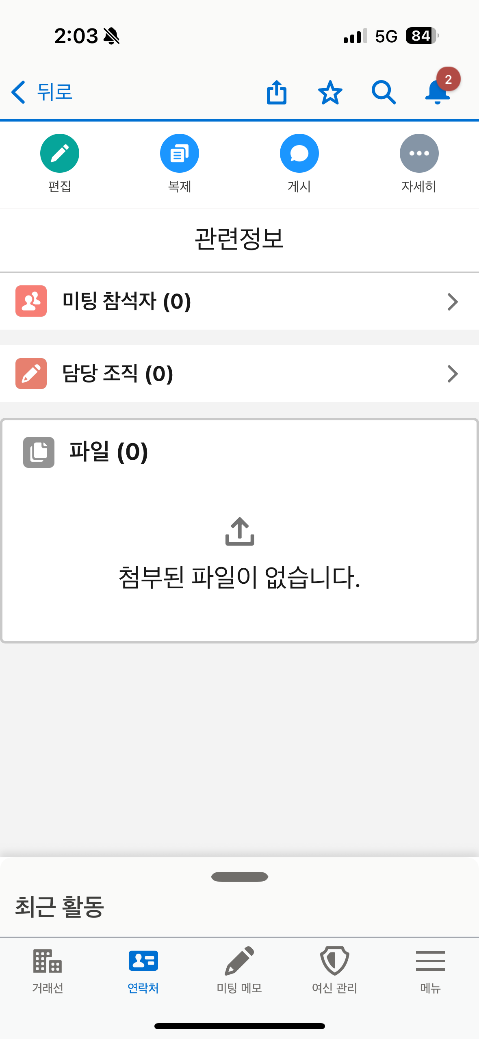 2:03
5G 84
뒤로
2
편집 복제 게시 자세히
관련정보
미팅 참석자 (0)
담당 조직 (0)
파일 (0)
첨부된 파일이 없습니다.
최근 활동
거래선 연락처 미팅 메모 여신 관리 메뉴